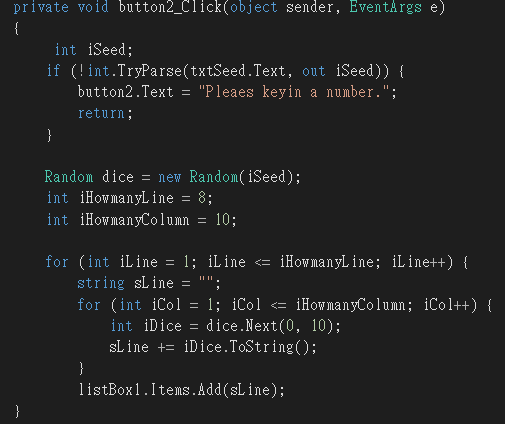 private void button2_Click(object sender, EventArgs e)
{
int iSeed;
if (!int.TryParse(txtSeed.Text, out iSeed)) {
button2.Text = "Pleaes keyin a number.";
return;
}
Random dice = new Random(iSeed);
int iHowmanyLine = 8;
int iHowmanyColumn = 10;
for (int iLine = 1; iLine <= iHowmanyLine; iLine++) {
string sLine = "";
for (int iCol = 1; iCol <= iHowmanyColumn; iCol++) {
int iDice = dice.Next(0, 10);
sLine += iDice.ToString();
}
listBox1.Items.Add(sLine);
}